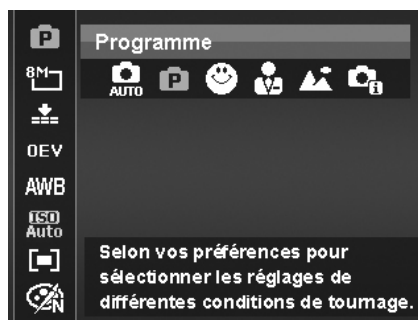 P
Programme
AUTO
P
8M
0EV
AWB
ISO
Auto
N
Selon vos préférences pour
sélectionner les réglages de
différentes conditions de tournage.